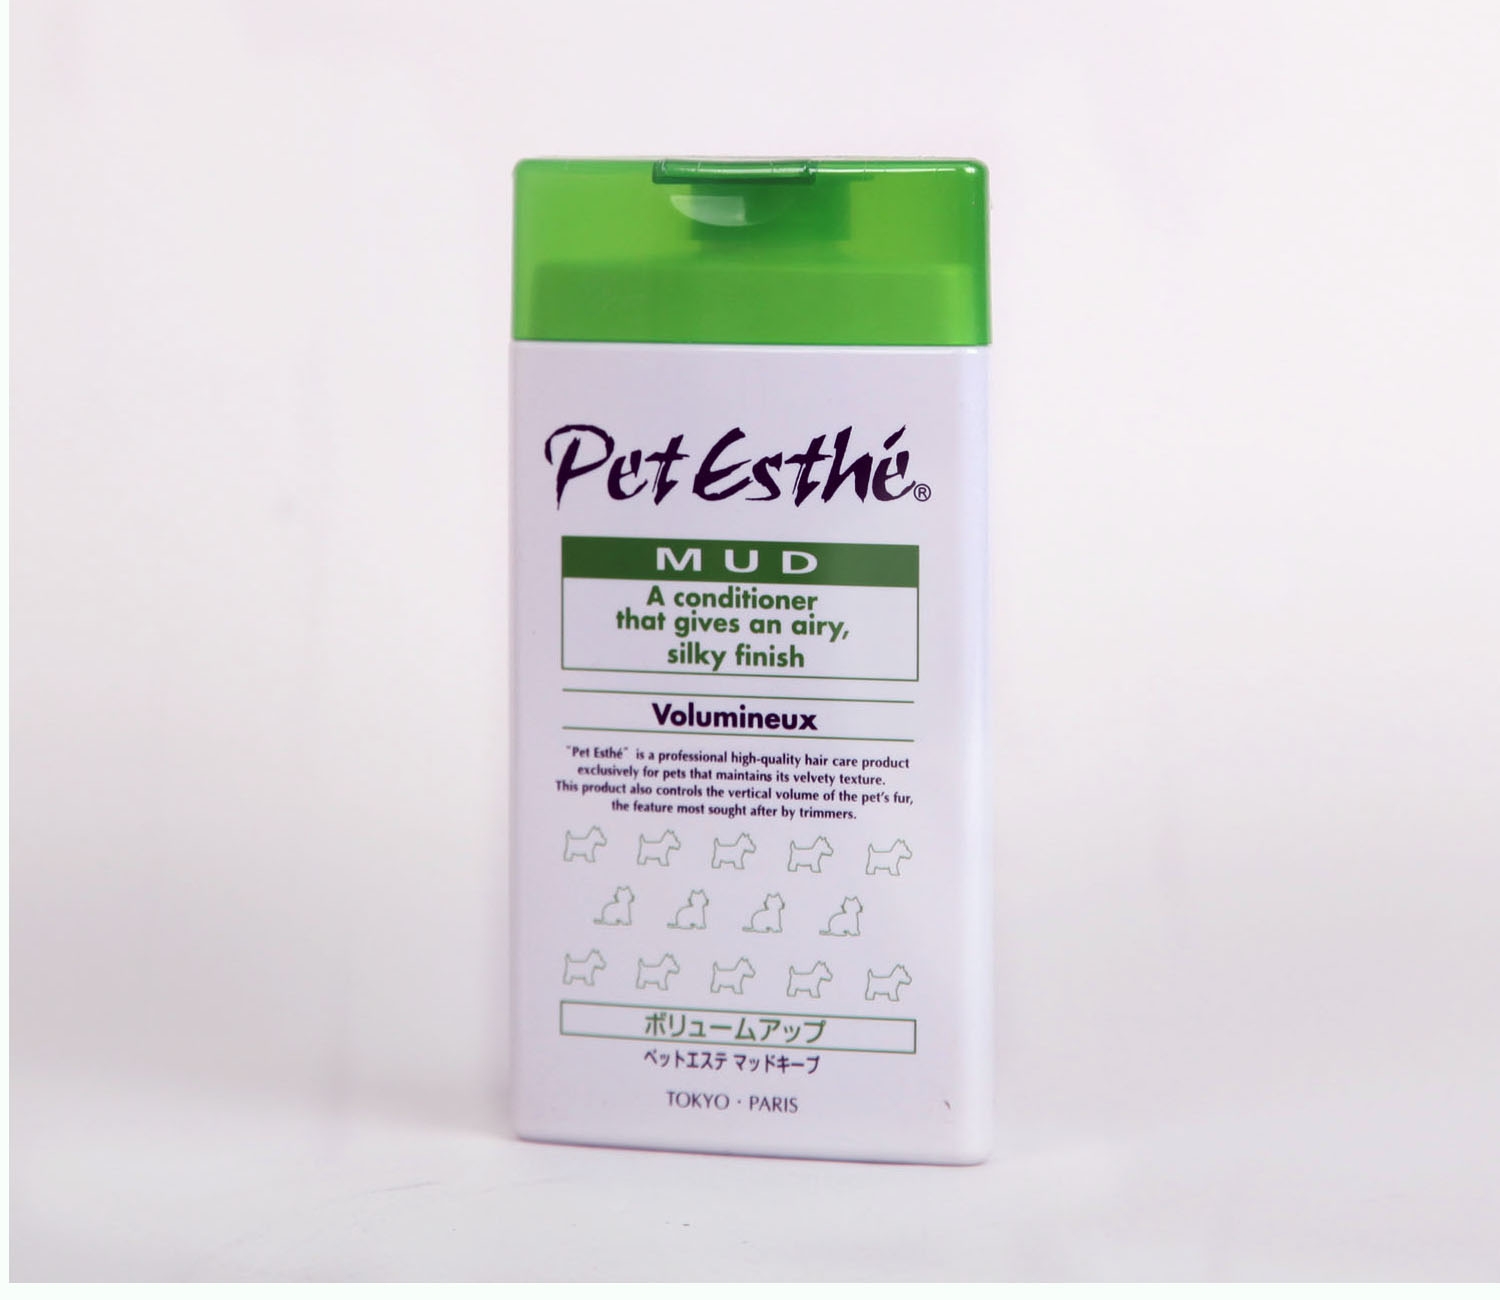 Pet Esthé®
MUD
A conditioner
that gives an airy,
silky finish
Volumineux
"Pet Esthé" is a professional high-quality hair care product
exclusively for pets that maintains its velvety texture.
This product also controls the vertical volume of the pet's fur,
the feature most sought after by trimmers.
ボリュームアップ
ペットエステ マッドキープ
TOKYO・PARIS